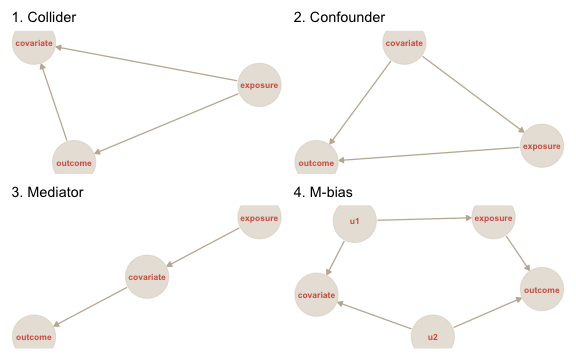 1. Collider
covariate
exposure
outcome
2. Confounder
covariate
exposure
outcome
3. Mediator
exposure
covariate
outcome
4. M-bias
u1
exposure
covariate
outcome
u2